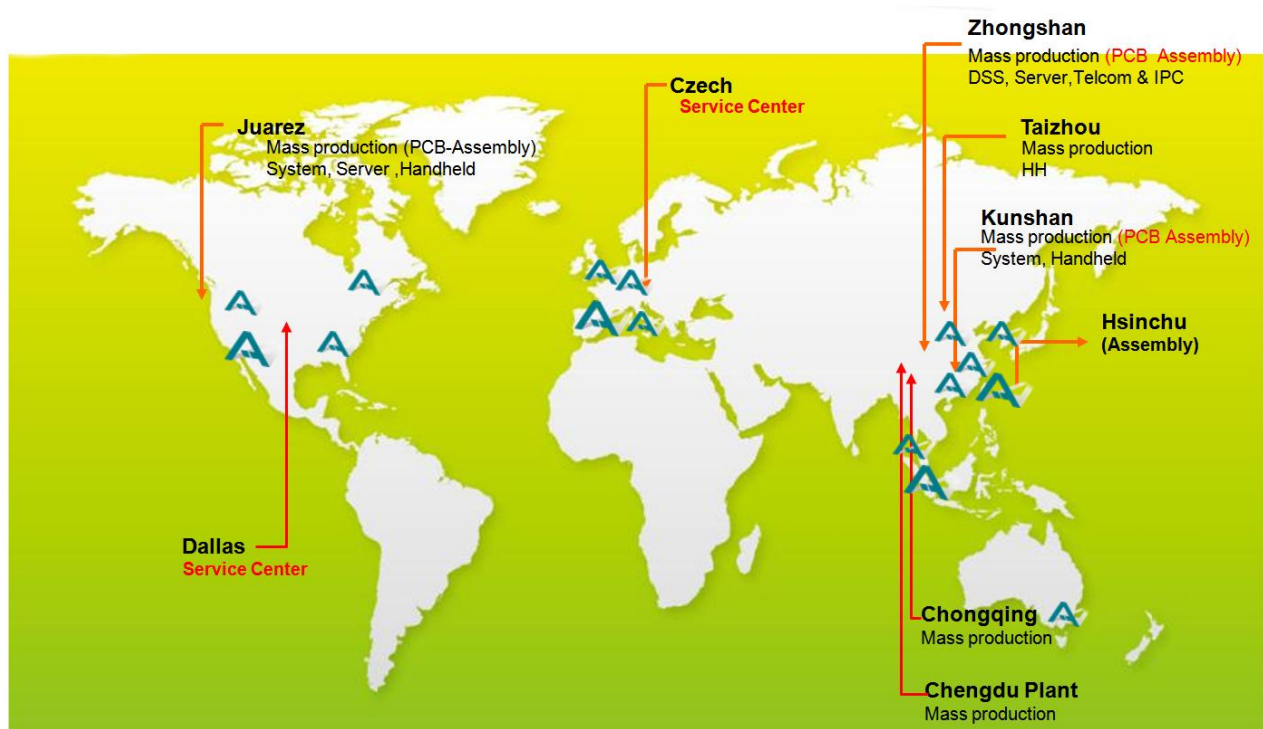 Zhongshan
Mass production (PCB Assembly)
DSS, Server,Telcom & IPC
Czech
Service Center
Juarez
Mass production (PCB-Assembly)
System, Server ,Handheld
Taizhou
Mass production
HH
Kunshan
Mass production (PCB Assembly)
System, Handheld
Hsinchu
(Assembly)
Dallas
Service Center
Chongqing
Mass production
Chengdu Plant
Mass production